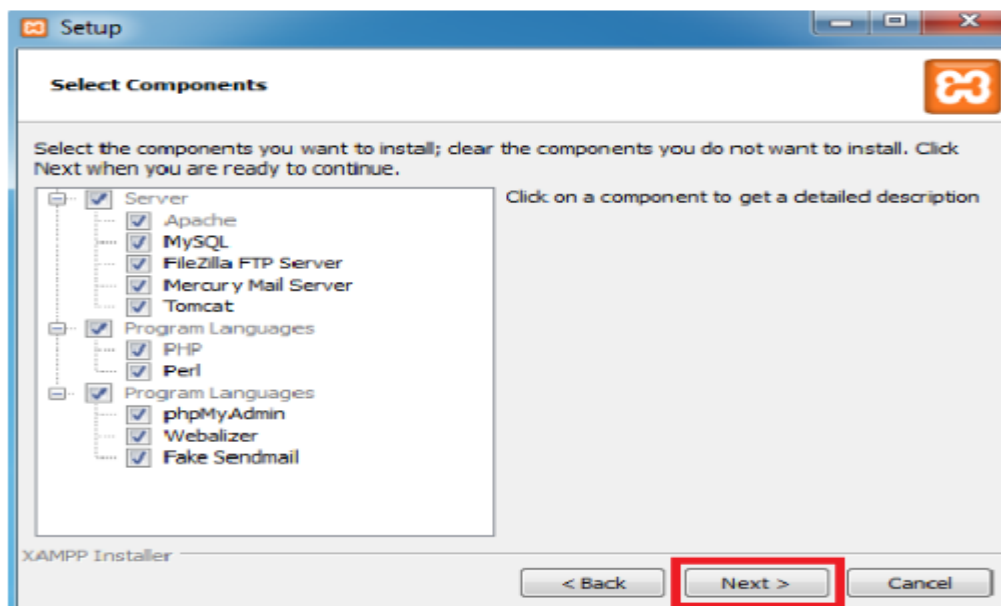 Setup
Select Components
Select the components you want to install; clear the components you do not want to install. Click
Next when you are ready to continue.
Server
Apache
MySQL
FileZilla FTP Server
Mercury Mail Server
Tomcat
Program Languages
PHP
Perl
Program Languages
phpMyAdmin
Webalizer
Fake Sendmail
Click on a component to get a detailed description
XAMPP Installer
< Back
Next >
Cancel